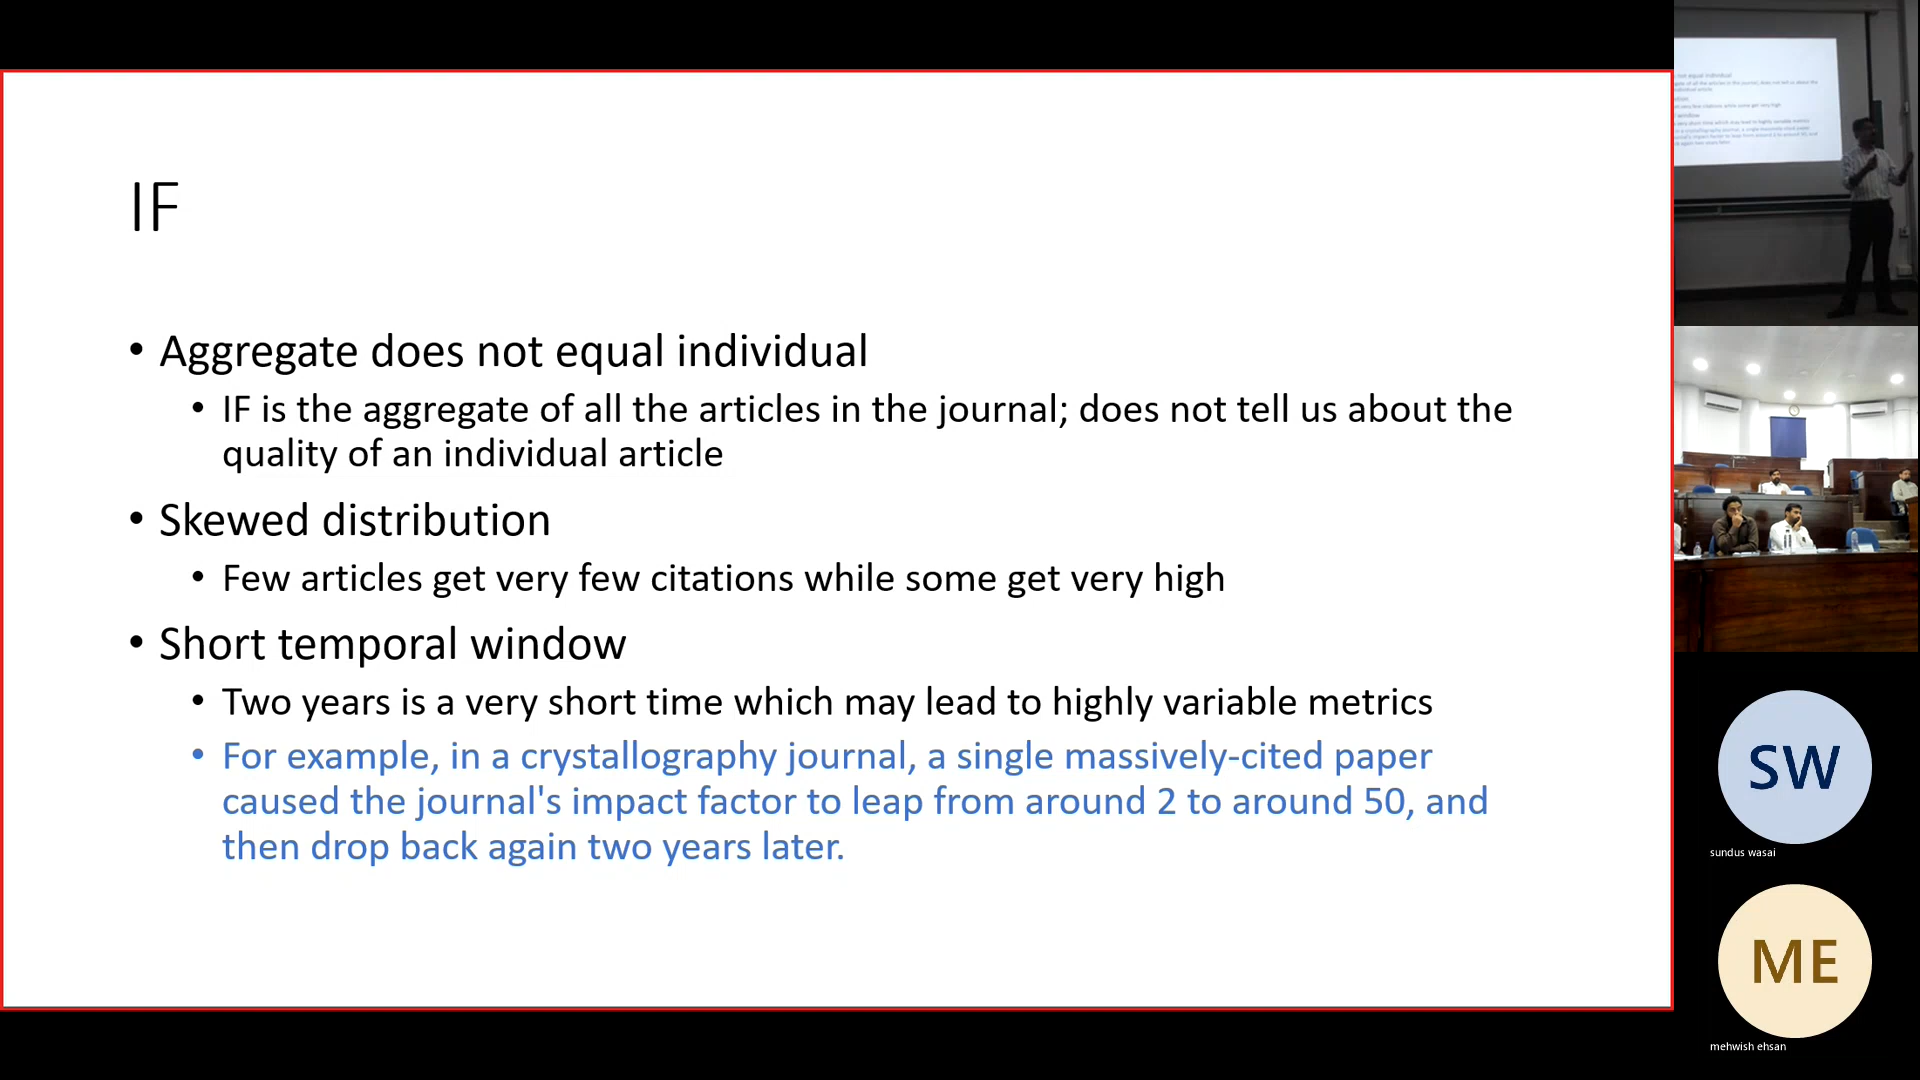 IF
• Aggregate does not equal individual
• IF is the aggregate of all the articles in the journal; does not tell us about the
quality of an individual article
• Skewed distribution
• Few articles get very few citations while some get very high
• Short temporal window
• Two years is a very short time which may lead to highly variable metrics
• For example, in a crystallography journal, a single massively-cited paper
caused the journal's impact factor to leap from around 2 to around 50, and
then drop back again two years later.
SW
sundus wasai
ME
mehwish ehsan